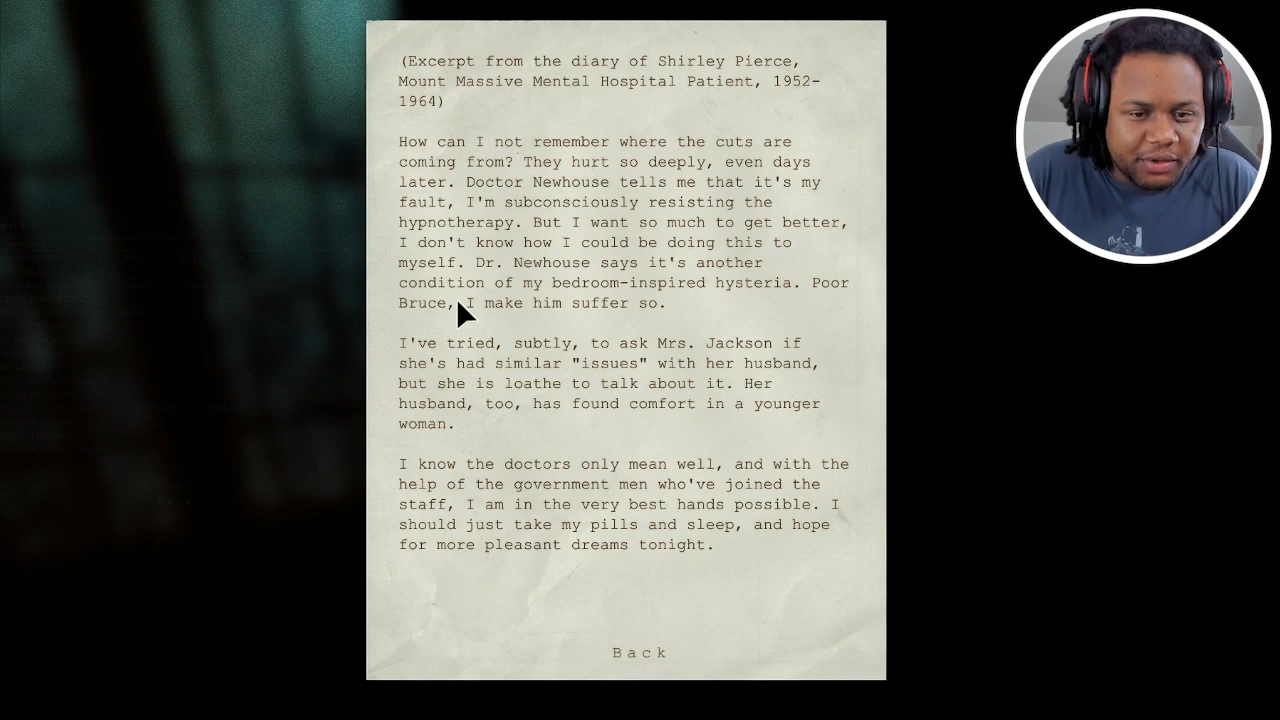 (Excerpt from the diary of Shirley Pierce,
Mount Massive Mental Hospital Patient, 1952-
1964)
How can I not remember where the cuts are
coming from? They hurt so deeply, even days
later. Doctor Newhouse tells me that it's my
fault, I'm subconsciously resisting the
hypnotherapy. But I want so much to get better,
I don't know how I could be doing this to
myself. Dr. Newhouse says it's another
condition of my bedroom-inspired hysteria. Poor
Bruce, I make him suffer so.
I've tried, subtly, to ask Mrs. Jackson if
she's had similar "issues" with her husband,
but she is loathe to talk about it. Her
husband, too, has found comfort in a younger
woman.
I know the doctors only mean well, and with the
help of the government men who've joined the
staff, I am in the very best hands possible. I
should just take my pills and sleep, and hope
for more pleasant dreams tonight.
Back